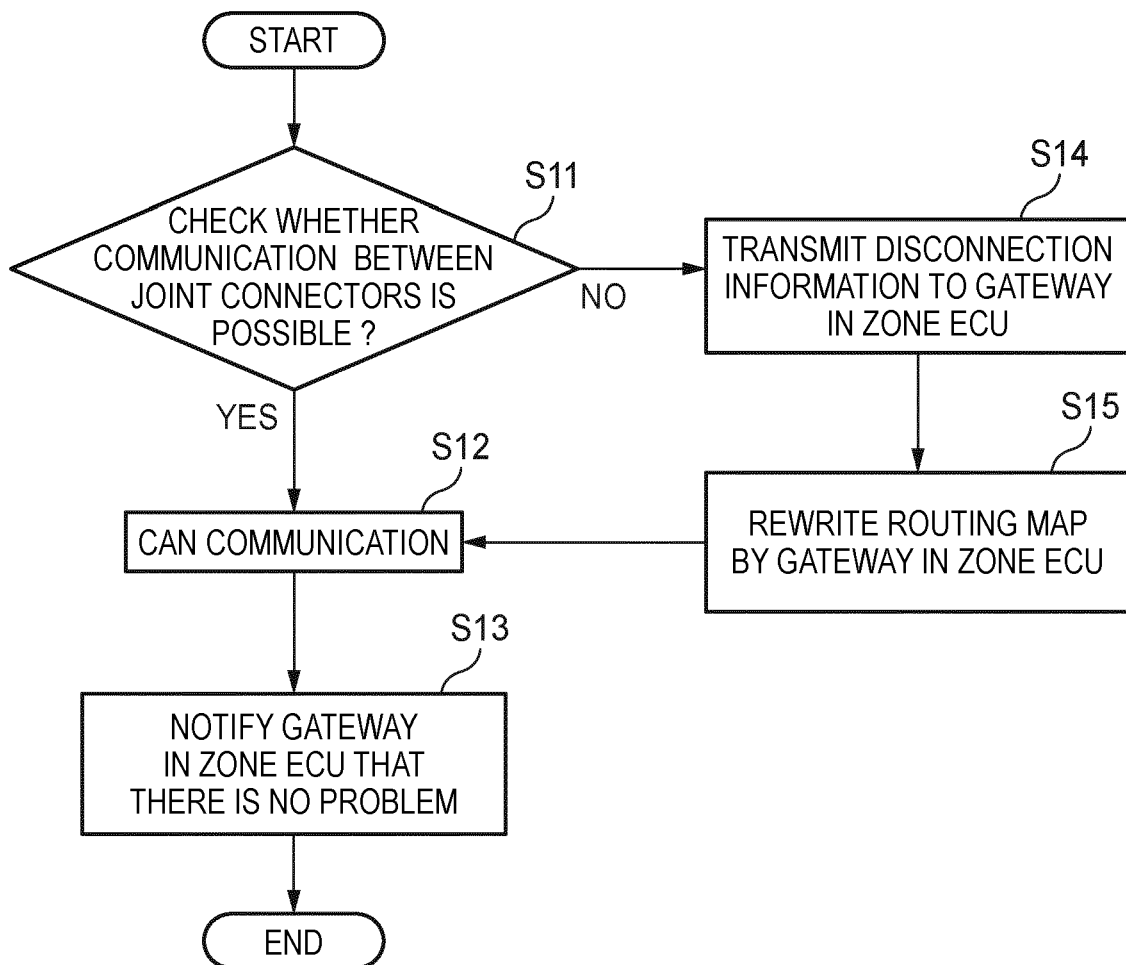 START
S11
CHECK WHETHER
COMMUNICATION BETWEEN
JOINT CONNECTORS IS
POSSIBLE ?
NO
YES
S14
TRANSMIT DISCONNECTION
INFORMATION TO GATEWAY
IN ZONE ECU
S15
REWRITE ROUTING MAP
BY GATEWAY IN ZONE ECU
S12
CAN COMMUNICATION
S13
NOTIFY GATEWAY
IN ZONE ECU THAT
THERE IS NO PROBLEM
END